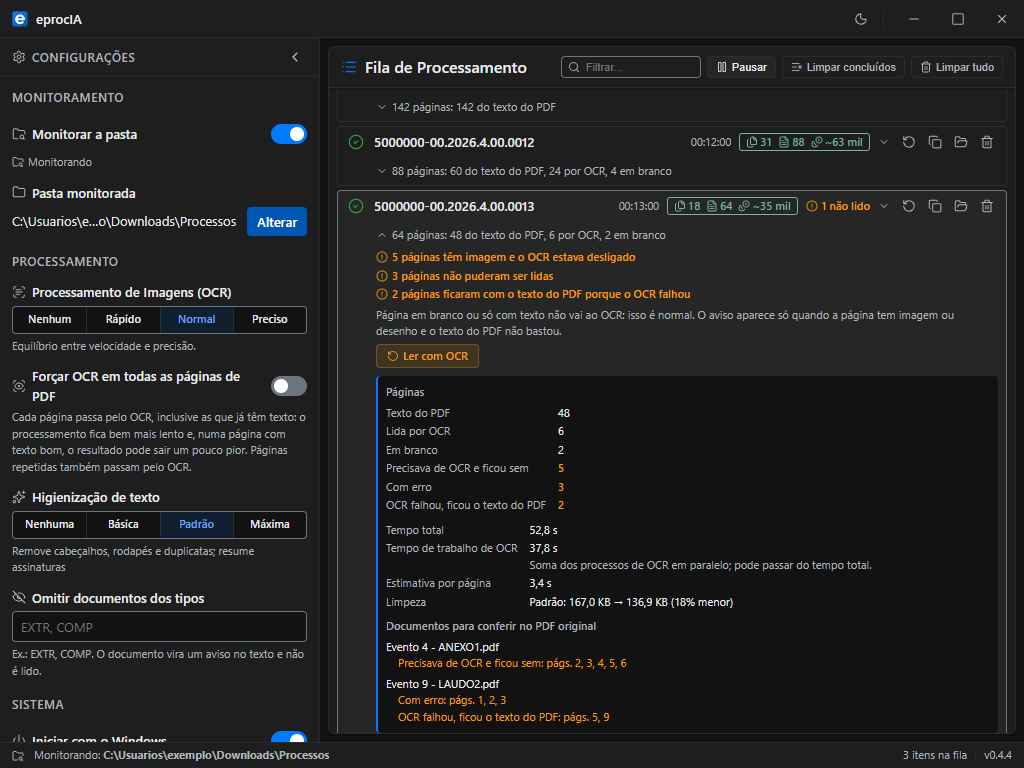 eprocIA
CONFIGURAÇÕES
MONITORAMENTO
Monitorar a pasta
Monitorando
Pasta monitorada
C:\Usuarios\e...o\Downloads\Processos
Alterar
PROCESSAMENTO
Processamento de Imagens (OCR)
Nenhum Rápido Normal Preciso
Equilíbrio entre velocidade e precisão.
Forçar OCR em todas as páginas de
PDF
Cada página passa pelo OCR, inclusive as que já têm texto: o
processamento fica bem mais lento e, numa página com
texto bom, o resultado pode sair um pouco pior. Páginas
repetidas também passam pelo OCR.
Higienização de texto
Nenhuma Básica Padrão Máxima
Remove cabeçalhos, rodapés e duplicatas; resume
assinaturas
Omitir documentos dos tipos
EXTR, COMP
Ex.: EXTR, COMP. O documento vira um aviso no texto e não
é lido.
SISTEMA
Iniciar com o Windows
Fila de Processamento
Filtrar...
Pausar
Limpar concluídos
Limpar tudo
142 páginas: 142 do texto do PDF
5000000-00.2026.4.00.0012 00:12:00 31 88 ~63 mil
88 páginas: 60 do texto do PDF, 24 por OCR, 4 em branco
5000000-00.2026.4.00.0013 00:13:00 18 64 ~35 mil 1 não lido
64 páginas: 48 do texto do PDF, 6 por OCR, 2 em branco
5 páginas têm imagem e o OCR estava desligado
3 páginas não puderam ser lidas
2 páginas ficaram com o texto do PDF porque o OCR falhou
Página em branco ou só com texto não vai ao OCR: isso é normal. O aviso aparece só quando a página tem imagem ou
desenho e o texto do PDF não bastou.
Ler com OCR
Páginas
Texto do PDF 48
Lida por OCR 6
Em branco 2
Precisava de OCR e ficou sem 5
Com erro 3
OCR falhou, ficou o texto do PDF 2
Tempo total 52,8 s
Tempo de trabalho de OCR 37,8 s
Soma dos processos de OCR em paralelo; pode passar do tempo total.
Estimativa por página 3,4 s
Limpeza Padrão: 167,0 KB → 136,9 KB (18% menor)
Documentos para conferir no PDF original
Evento 4 - ANEXO1.pdf
Precisava de OCR e ficou sem: págs. 2, 3, 4, 5, 6
Evento 9 - LAUDO2.pdf
Com erro: págs. 1, 2, 3
OCR falhou, ficou o texto do PDF: págs. 5, 9
Monitorando: C:\Usuarios\exemplo\Downloads\Processos
3 itens na fila v0.4.4